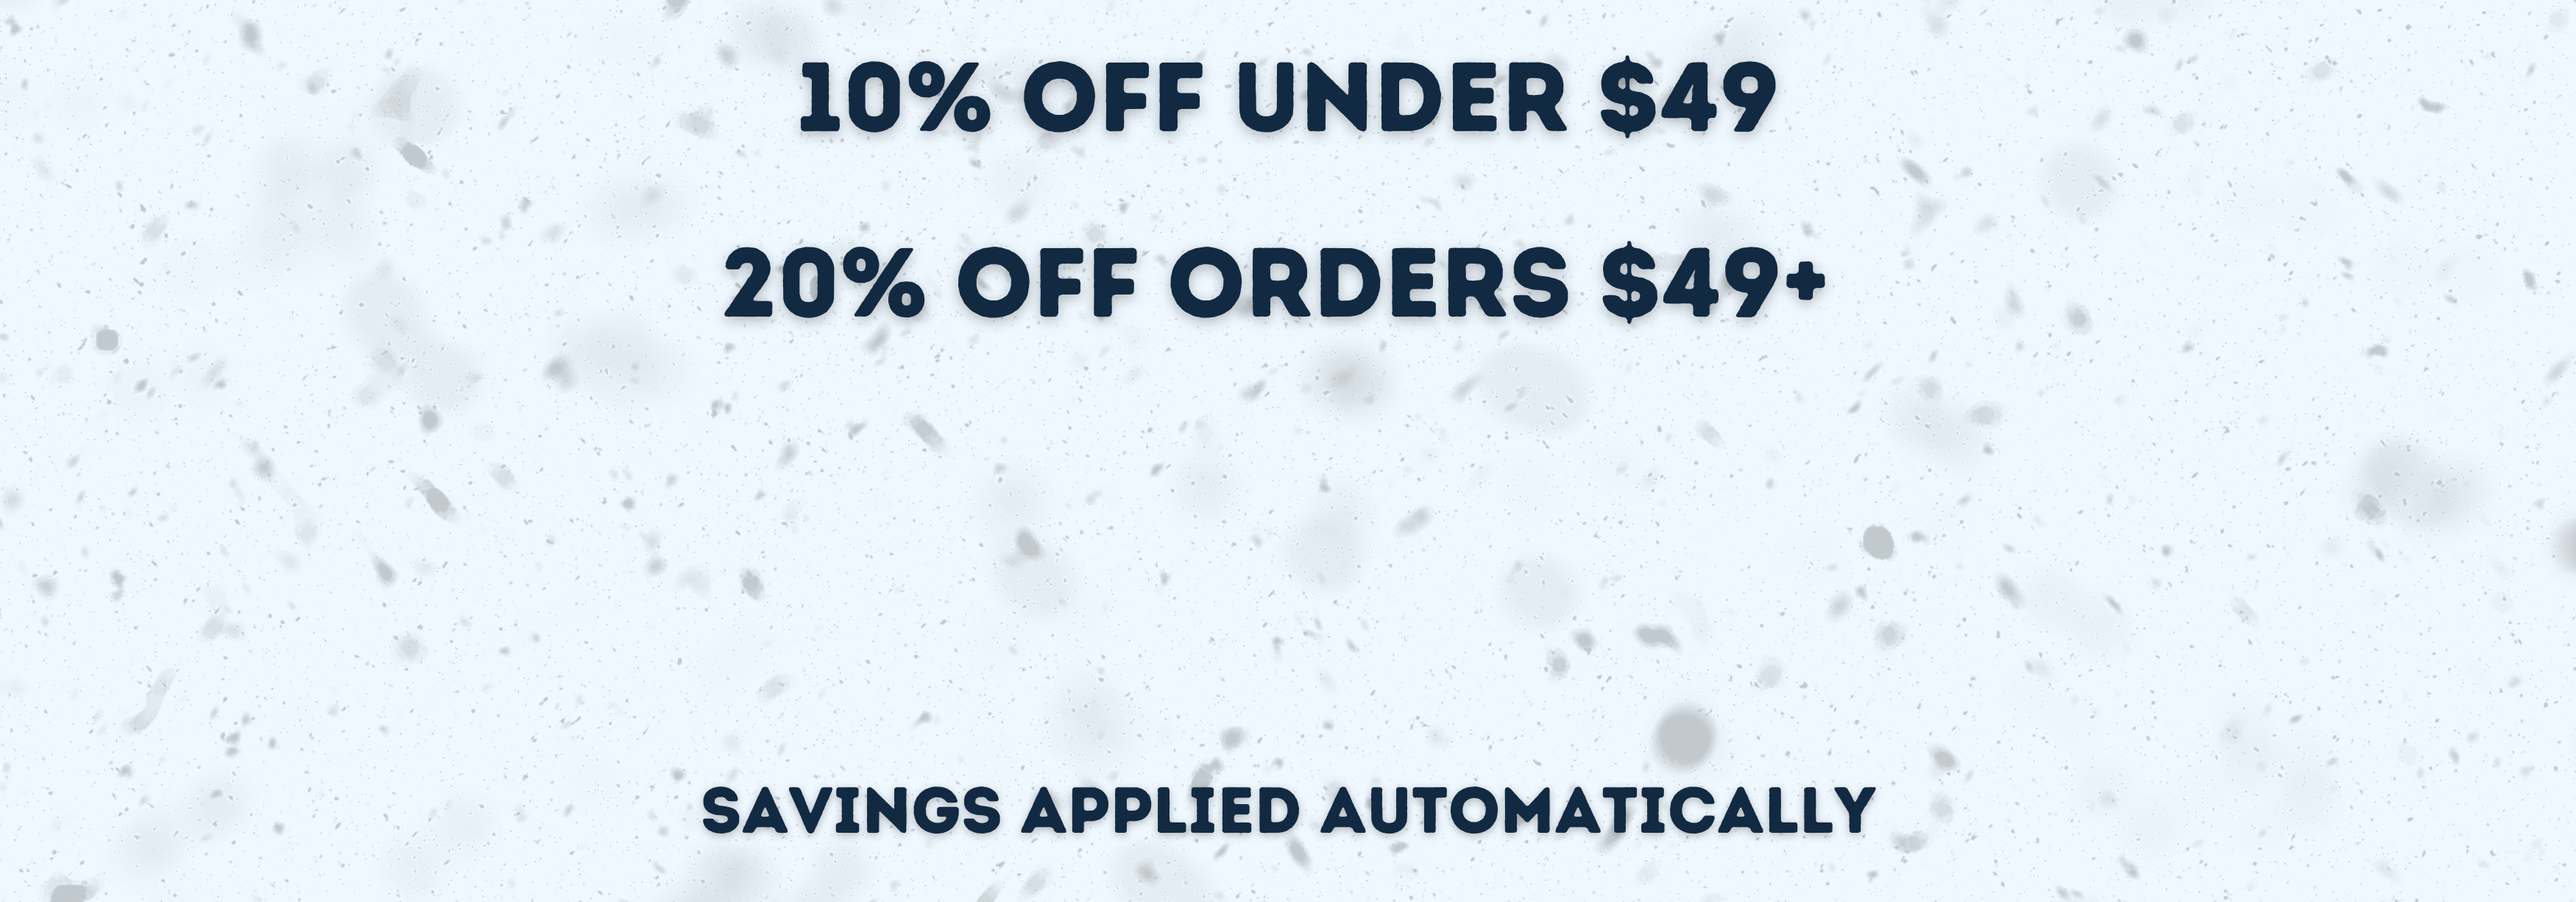 10% OFF UNDER $49
20% OFF ORDERS $49+
SAVINGS APPLIED AUTOMATICALLY